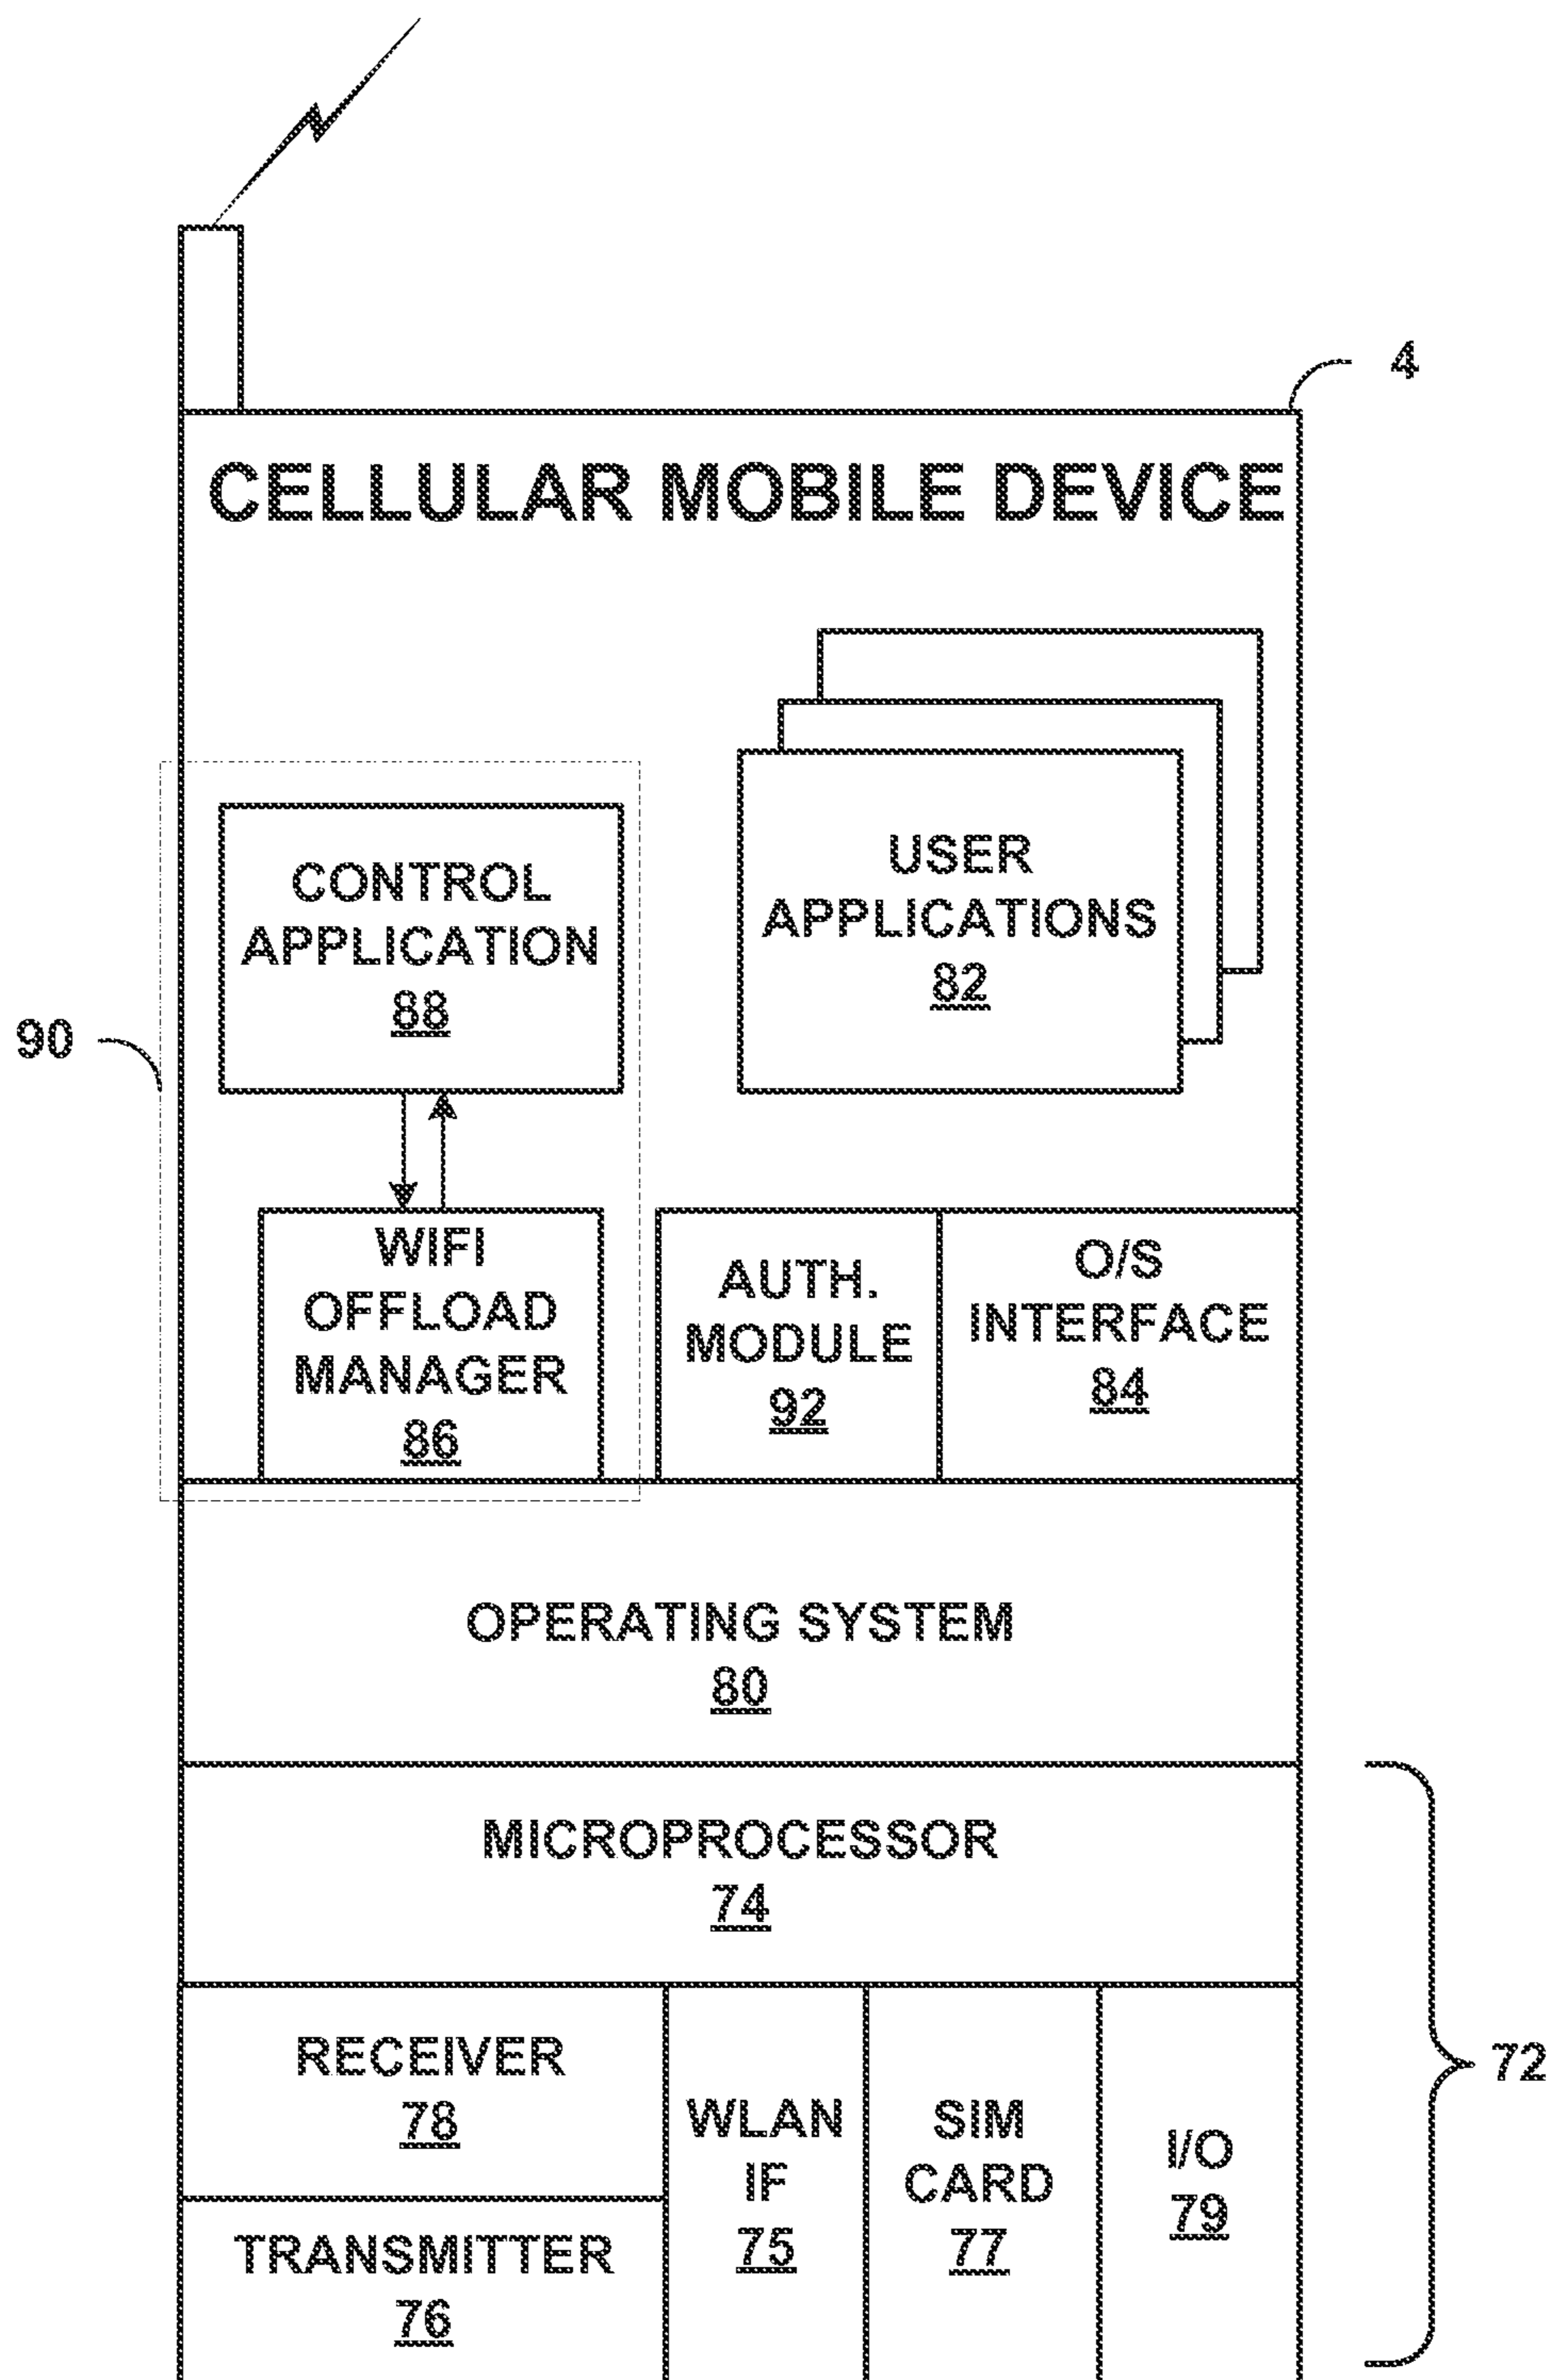 4
CELLULAR MOBILE DEVICE
CONTROL
APPLICATION
88
USER
APPLICATIONS
82
90
WIFI
OFFLOAD
MANAGER
86
AUTH.
MODULE
92
O/S
INTERFACE
84
OPERATING SYSTEM
80
MICROPROCESSOR
74
RECEIVER
78
TRANSMITTER
76
WLAN
IF
75
SIM
CARD
77
I/O
79
72